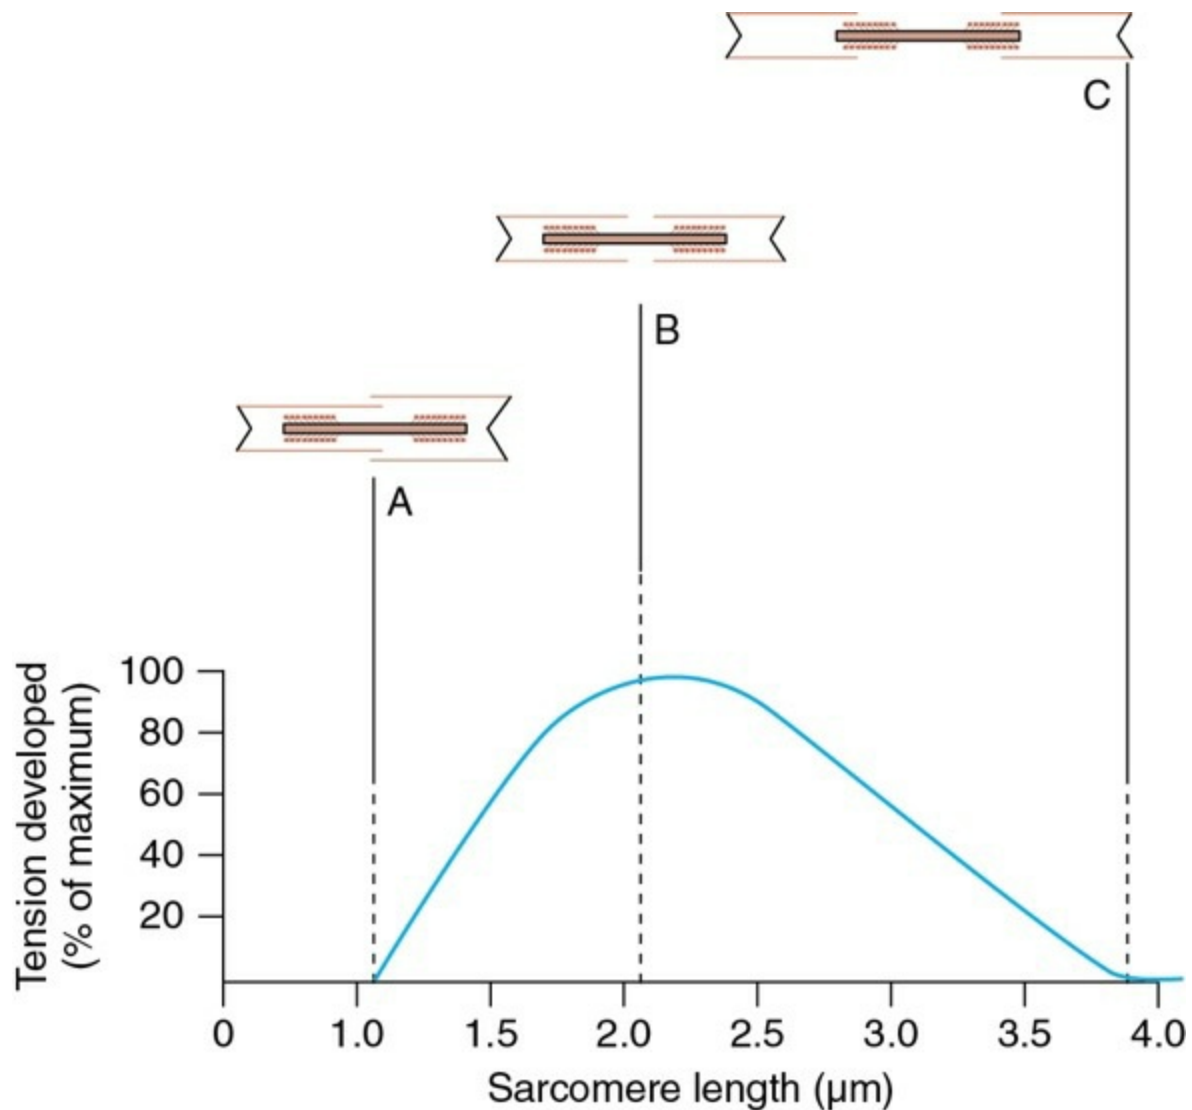 C
B
A
Tension developed
(% of maximum)
100
80
60
40
20
0 1.0 1.5 2.0 2.5 3.0 3.5 4.0
Sarcomere length (μm)